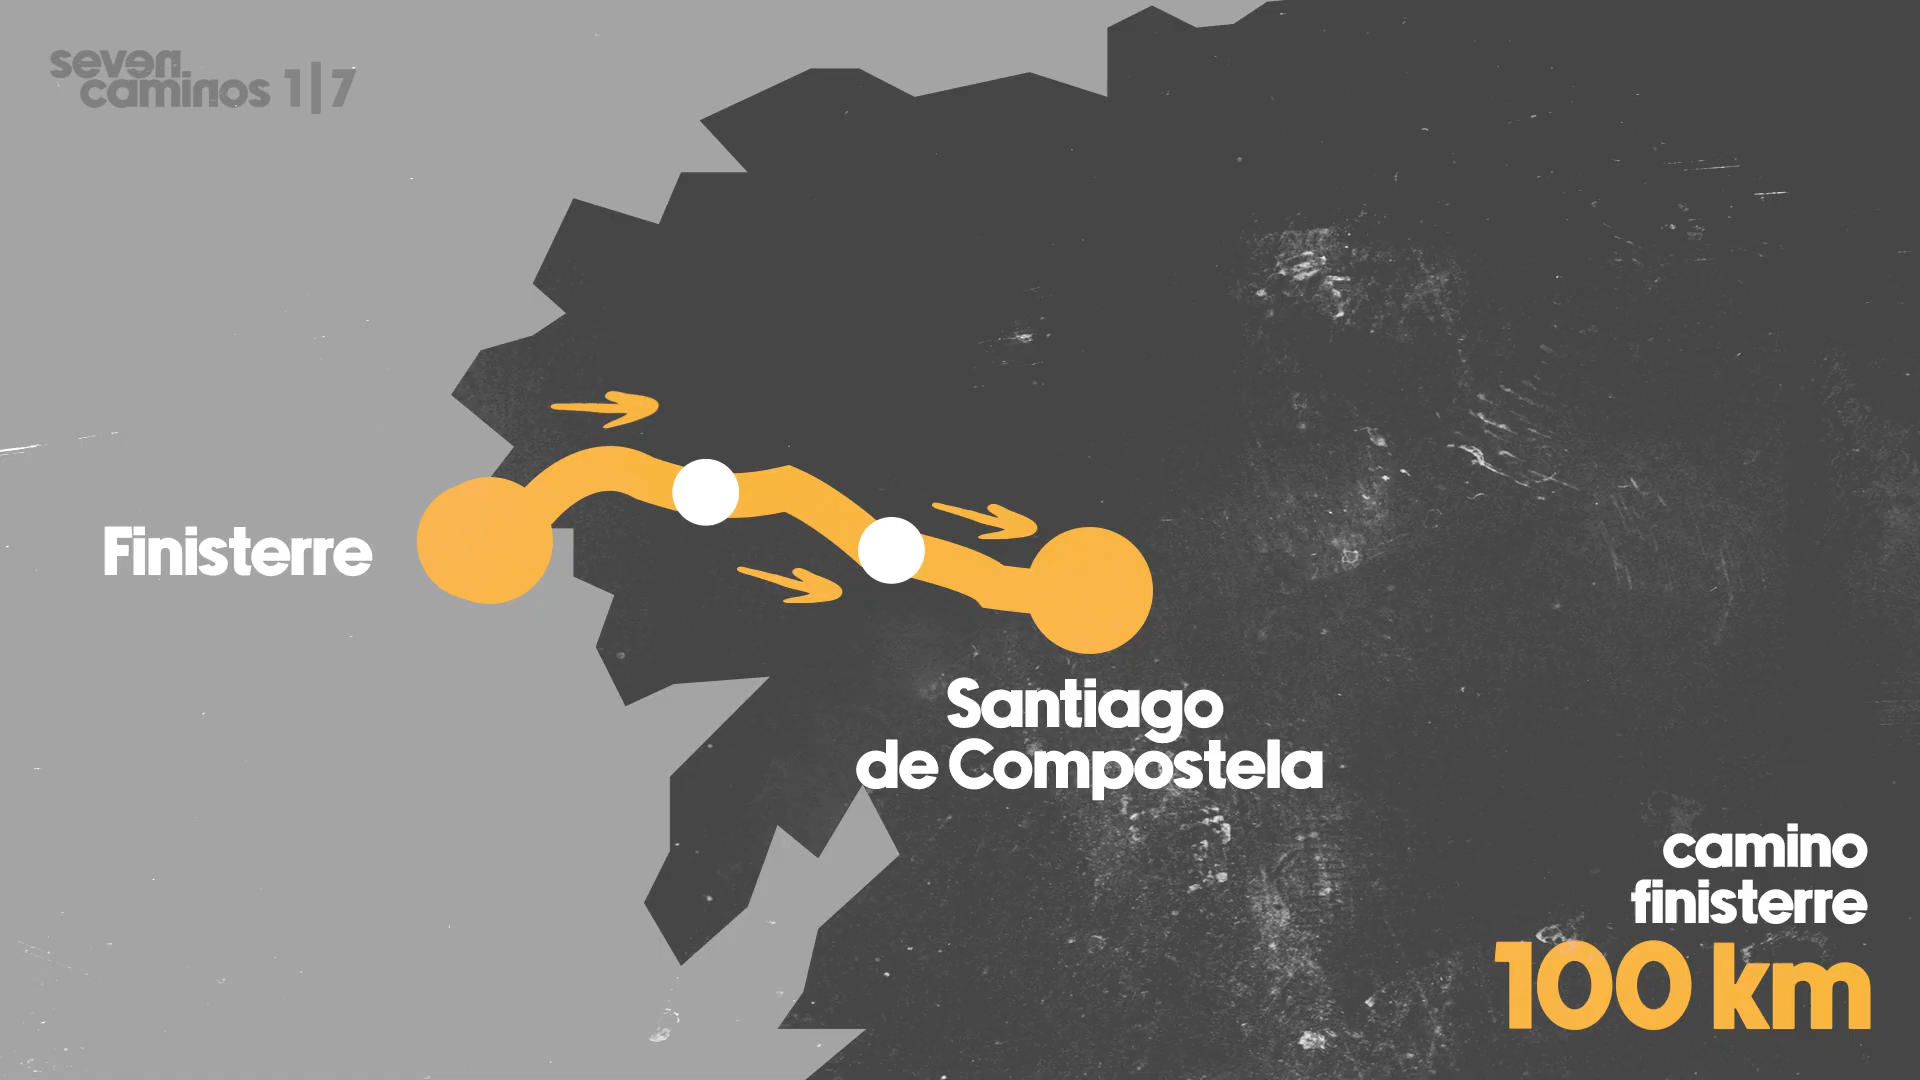 seven
caminos 1|7
Finisterre
Santiago
de Compostela
camino
finisterre
100 km